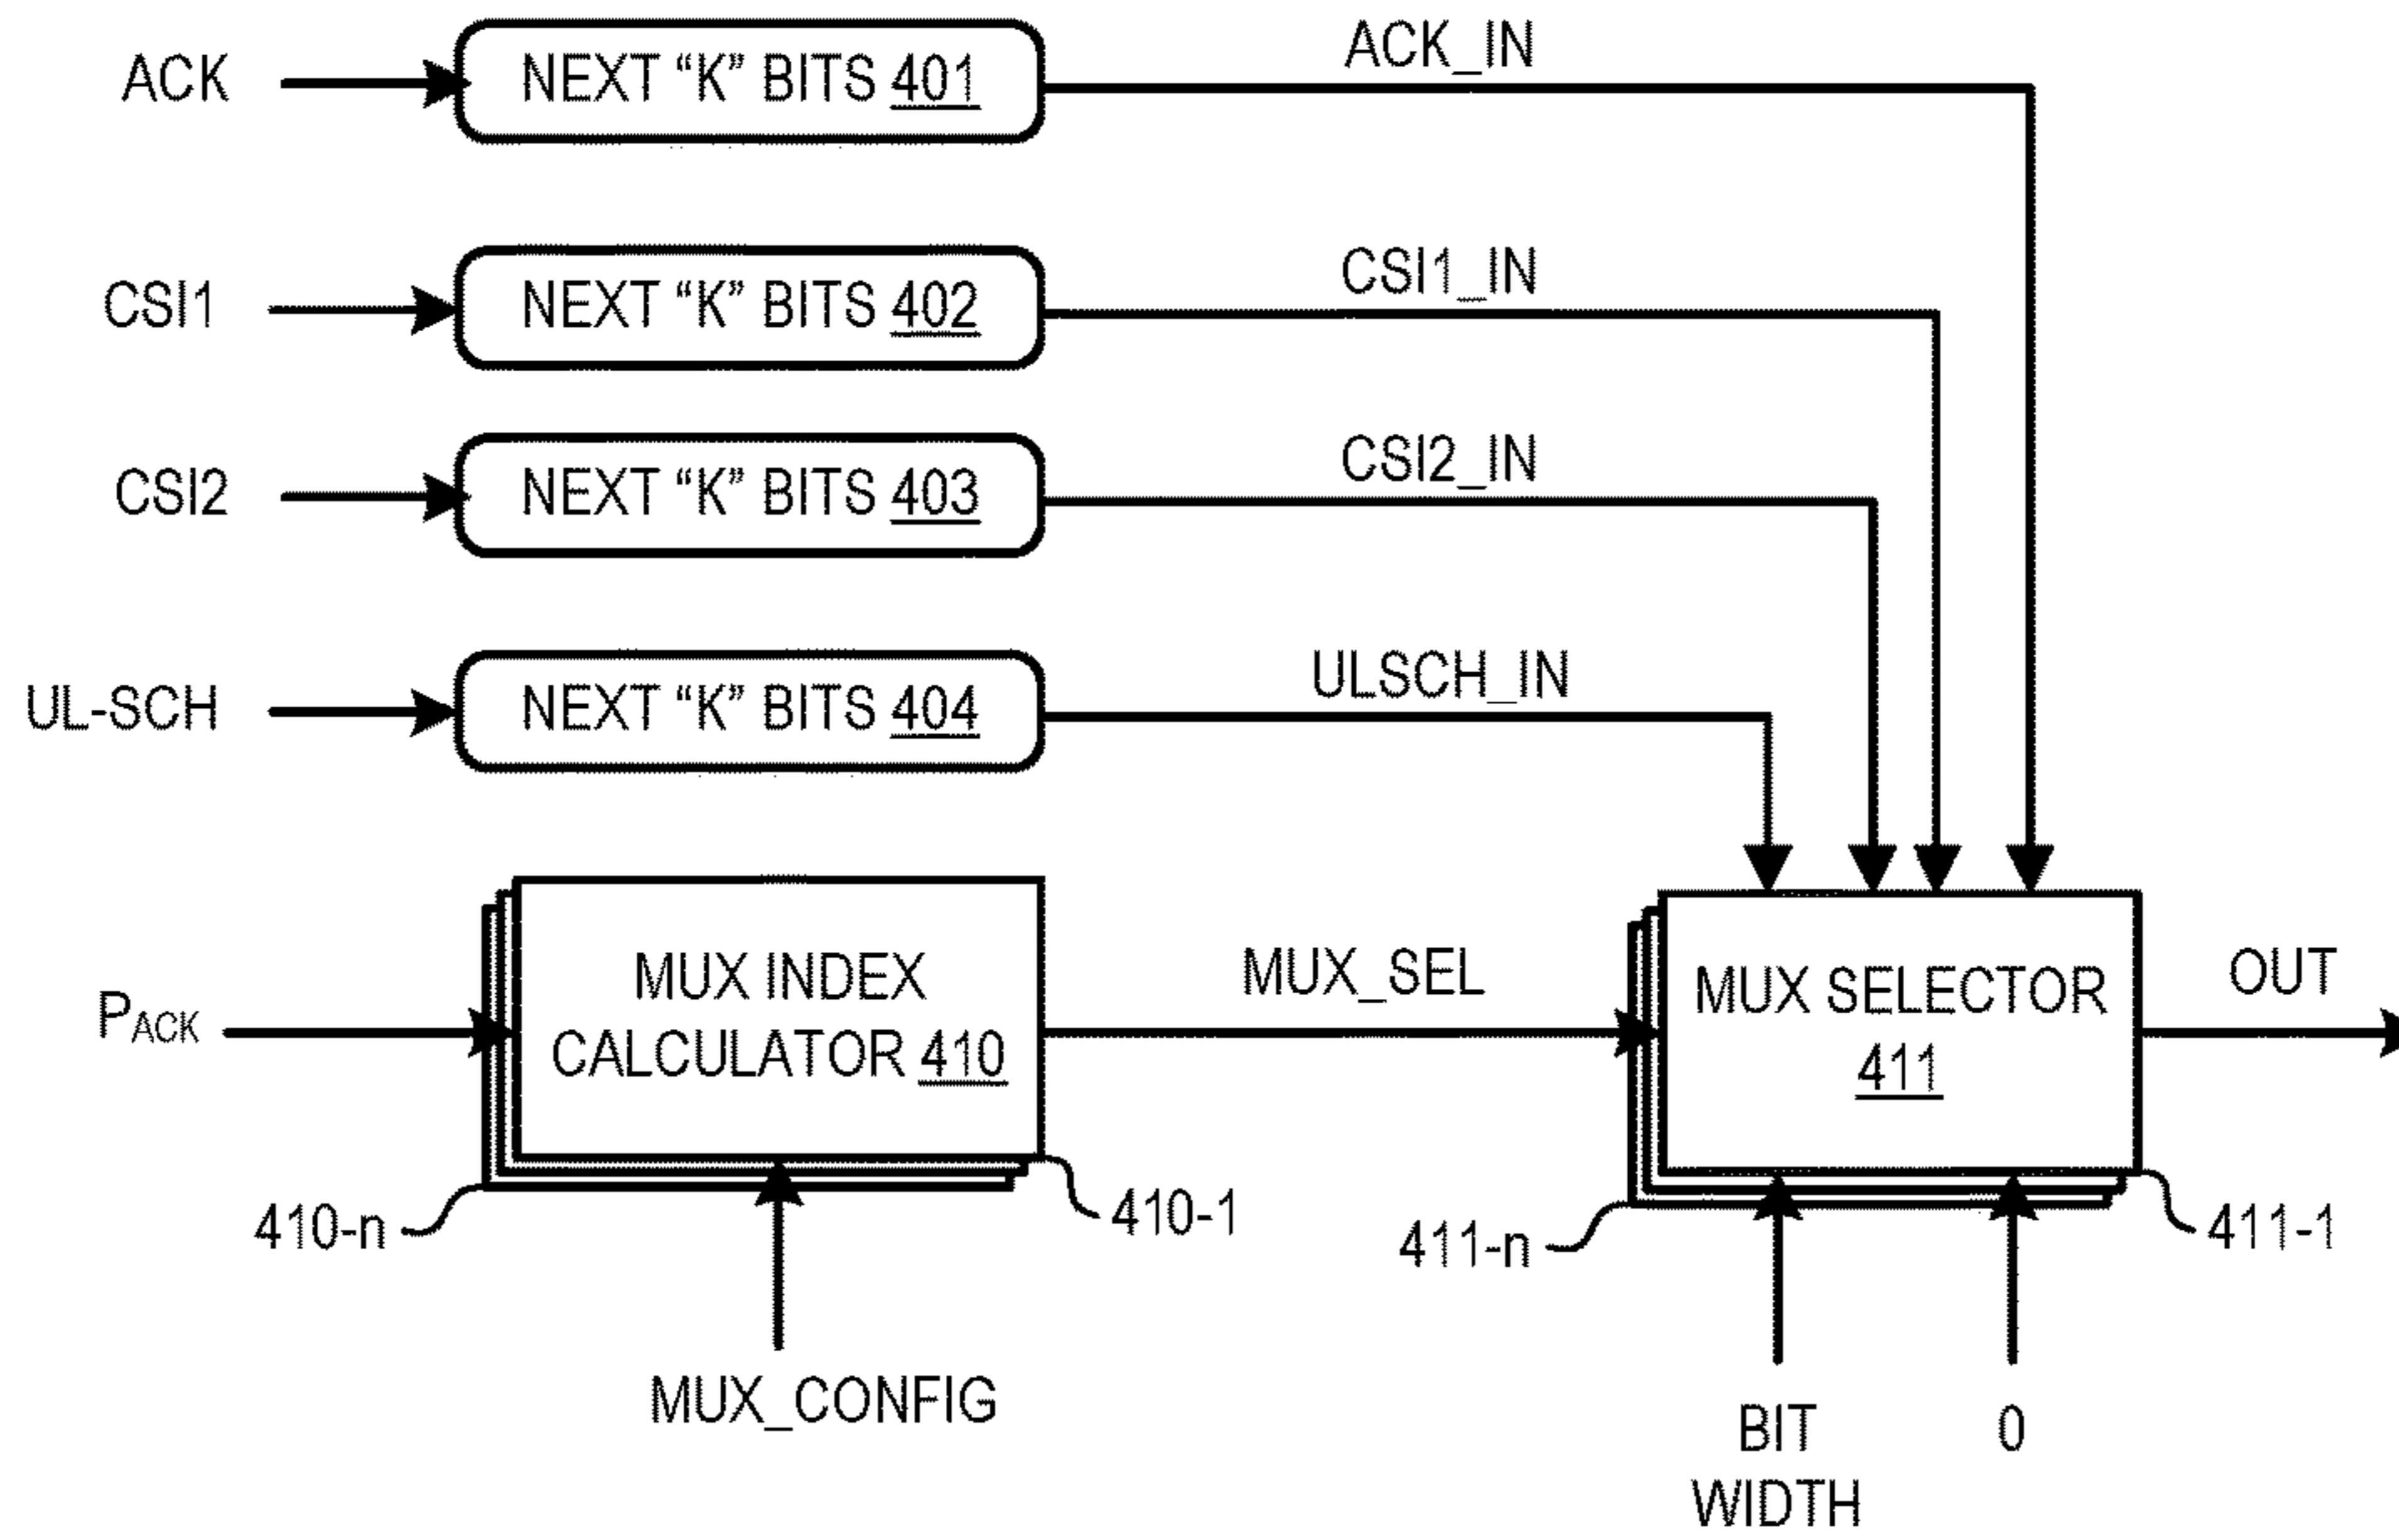 ACK
NEXT “K” BITS 401
ACK_IN
CSI1
NEXT “K” BITS 402
CSI1_IN
CSI2
NEXT “K” BITS 403
CSI2_IN
UL-SCH
NEXT “K” BITS 404
ULSCH_IN
PACK
MUX INDEX
CALCULATOR 410
MUX_SEL
MUX SELECTOR
411
OUT
410-n
410-1
411-n
411-1
MUX_CONFIG
BIT
WIDTH
0